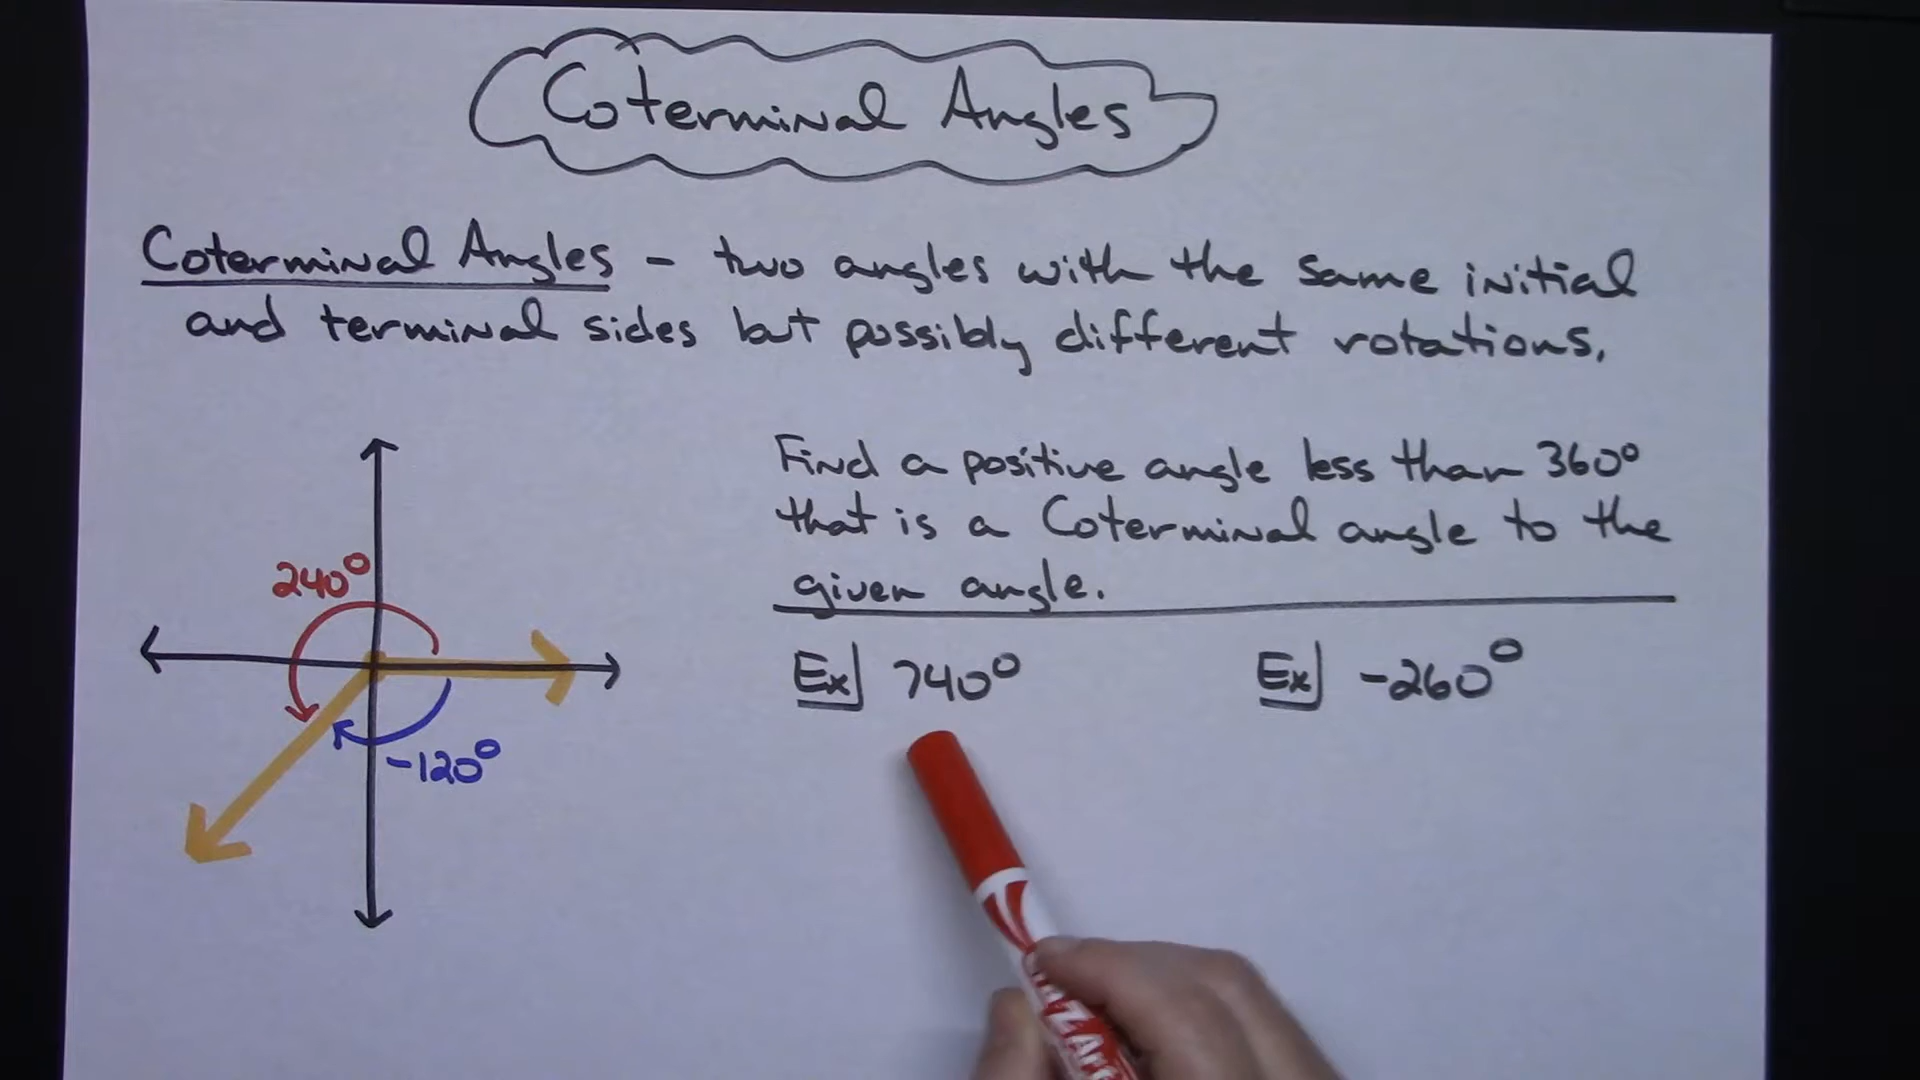 Coterminal Angles
Coterminal Angles - two angles with the same initial
and terminal sides but possibly different rotations.
Find a positive angle less than 360°
that is a Coterminal angle to the
given angle.
240°
-120°
Ex] 740°
Ex] -260°